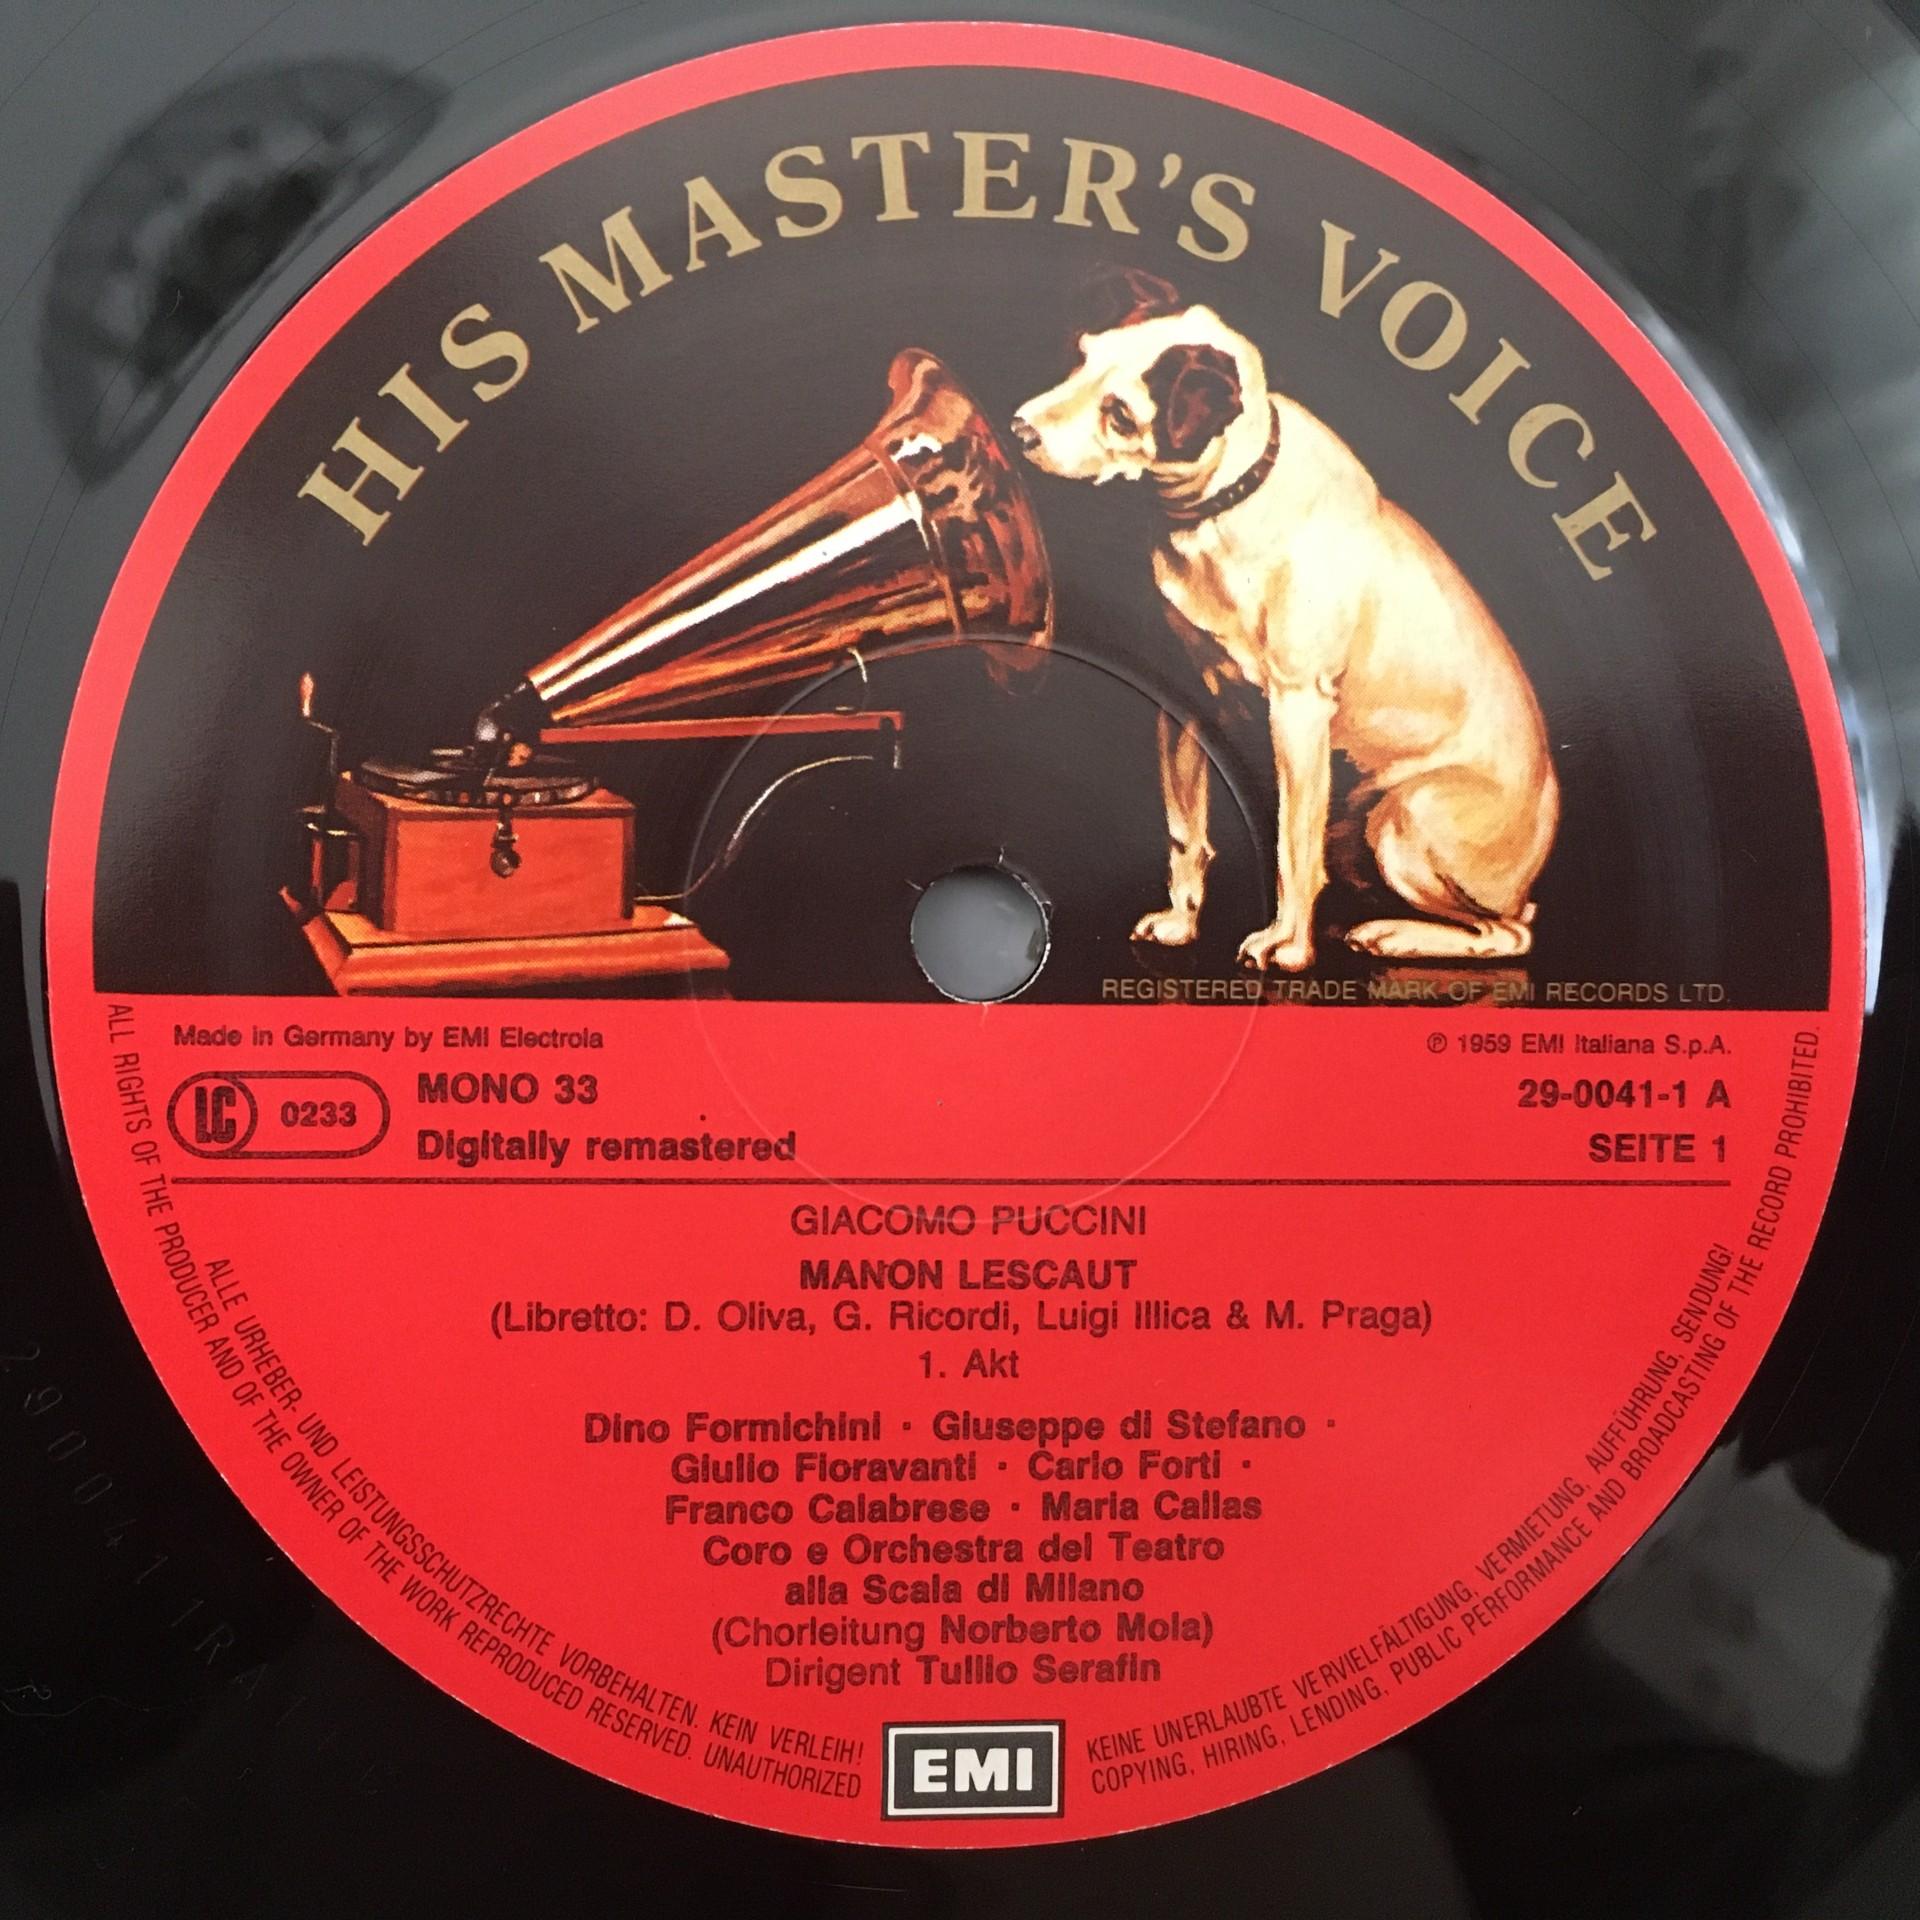 HIS MASTER'S VOICE
REGISTERED TRADE MARK OF EMI RECORDS LTD.
Made in Germany by EMI Electrola
℗ 1959 EMI Italiana S.p.A.
LC 0233
MONO 33
29-0041-1 A
Digitally remastered
SEITE 1
GIACOMO PUCCINI
MANON LESCAUT
(Libretto: D. Oliva, G. Ricordi, Luigi Illica & M. Praga)
1. Akt
Dino Formichini · Giuseppe di Stefano ·
Giulio Fioravanti · Carlo Forti ·
Franco Calabrese · Maria Callas
Coro e Orchestra del Teatro
alla Scala di Milano
(Chorleitung Norberto Mola)
Dirigent Tullio Serafin
EMI
ALLE URHEBER- UND LEISTUNGSSCHUTZRECHTE VORBEHALTEN. KEIN VERLEIH! KEINE UNERLAUBTE VERVIELFÄLTIGUNG, VERMIETUNG, AUFFÜHRUNG, SENDUNG!
ALL RIGHTS OF THE PRODUCER AND OF THE OWNER OF THE WORK REPRODUCED RESERVED. UNAUTHORIZED COPYING, HIRING, LENDING, PUBLIC PERFORMANCE AND BROADCASTING OF THE RECORD PROHIBITED.